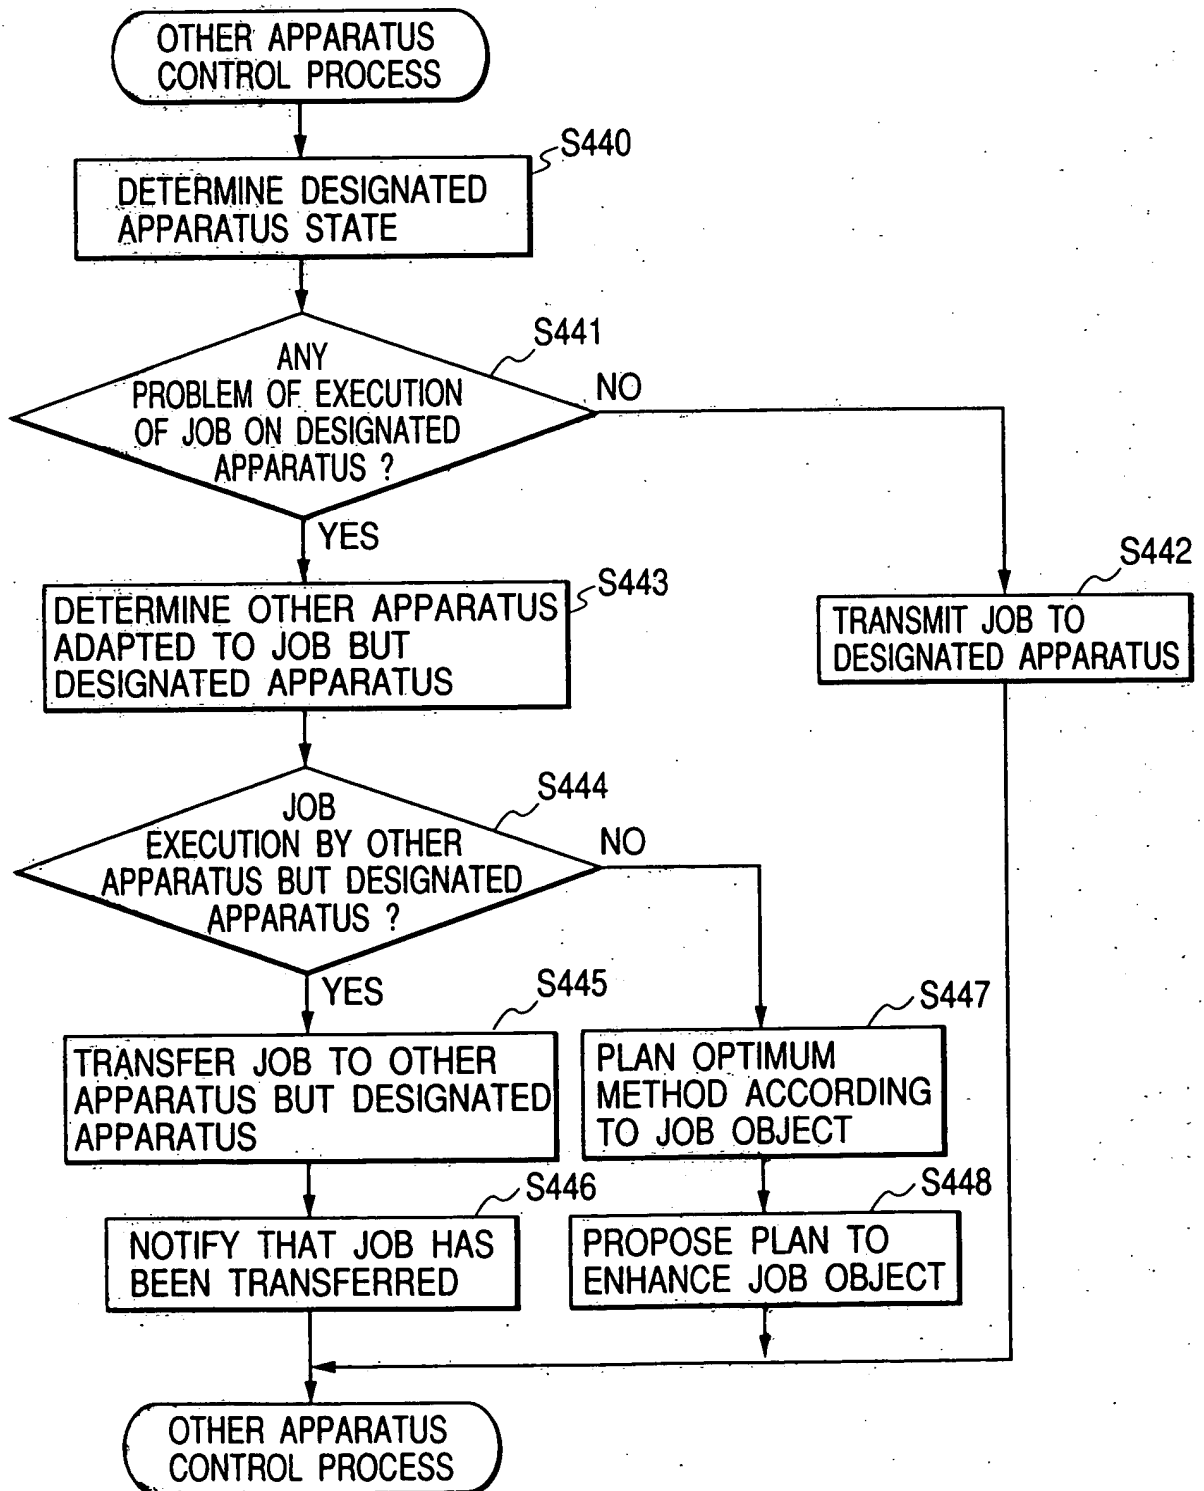 OTHER APPARATUS
CONTROL PROCESS
S440
DETERMINE DESIGNATED
APPARATUS STATE
S441
ANY
PROBLEM OF EXECUTION
OF JOB ON DESIGNATED
APPARATUS ?
NO
YES
S442
TRANSMIT JOB TO
DESIGNATED APPARATUS
S443
DETERMINE OTHER APPARATUS
ADAPTED TO JOB BUT
DESIGNATED APPARATUS
S444
JOB
EXECUTION BY OTHER
APPARATUS BUT DESIGNATED
APPARATUS ?
NO
YES
S445
TRANSFER JOB TO OTHER
APPARATUS BUT DESIGNATED
APPARATUS
S447
PLAN OPTIMUM
METHOD ACCORDING
TO JOB OBJECT
S446
NOTIFY THAT JOB HAS
BEEN TRANSFERRED
S448
PROPOSE PLAN TO
ENHANCE JOB OBJECT
OTHER APPARATUS
CONTROL PROCESS